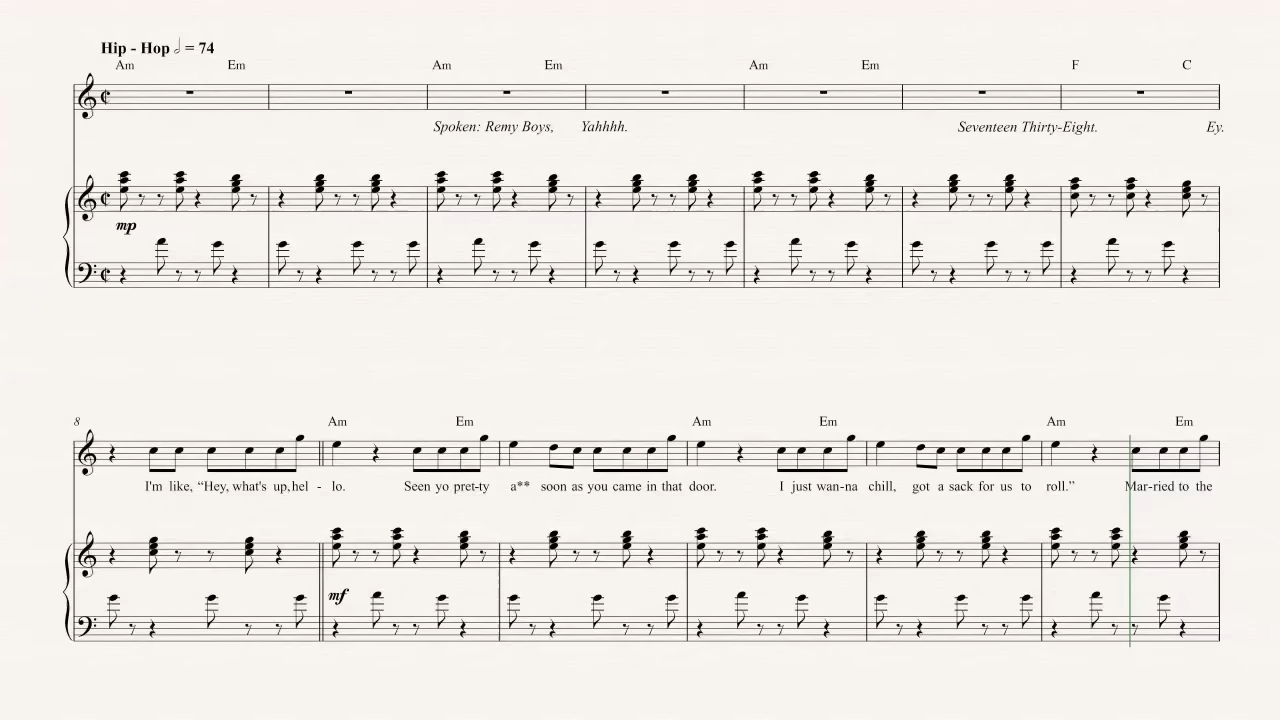 Hip - Hop 𝅗𝅥 = 74
Am Em Am Em Am Em F C
Spoken: Remy Boys, Yahhhh. Seventeen Thirty-Eight. Ey.
mp
8
Am Em Am Em Am Em
I'm like, “Hey, what's up, hel - lo. Seen yo pret-ty a** soon as you came in that door. I just wan-na chill, got a sack for us to roll.” Mar-ried to the
mf